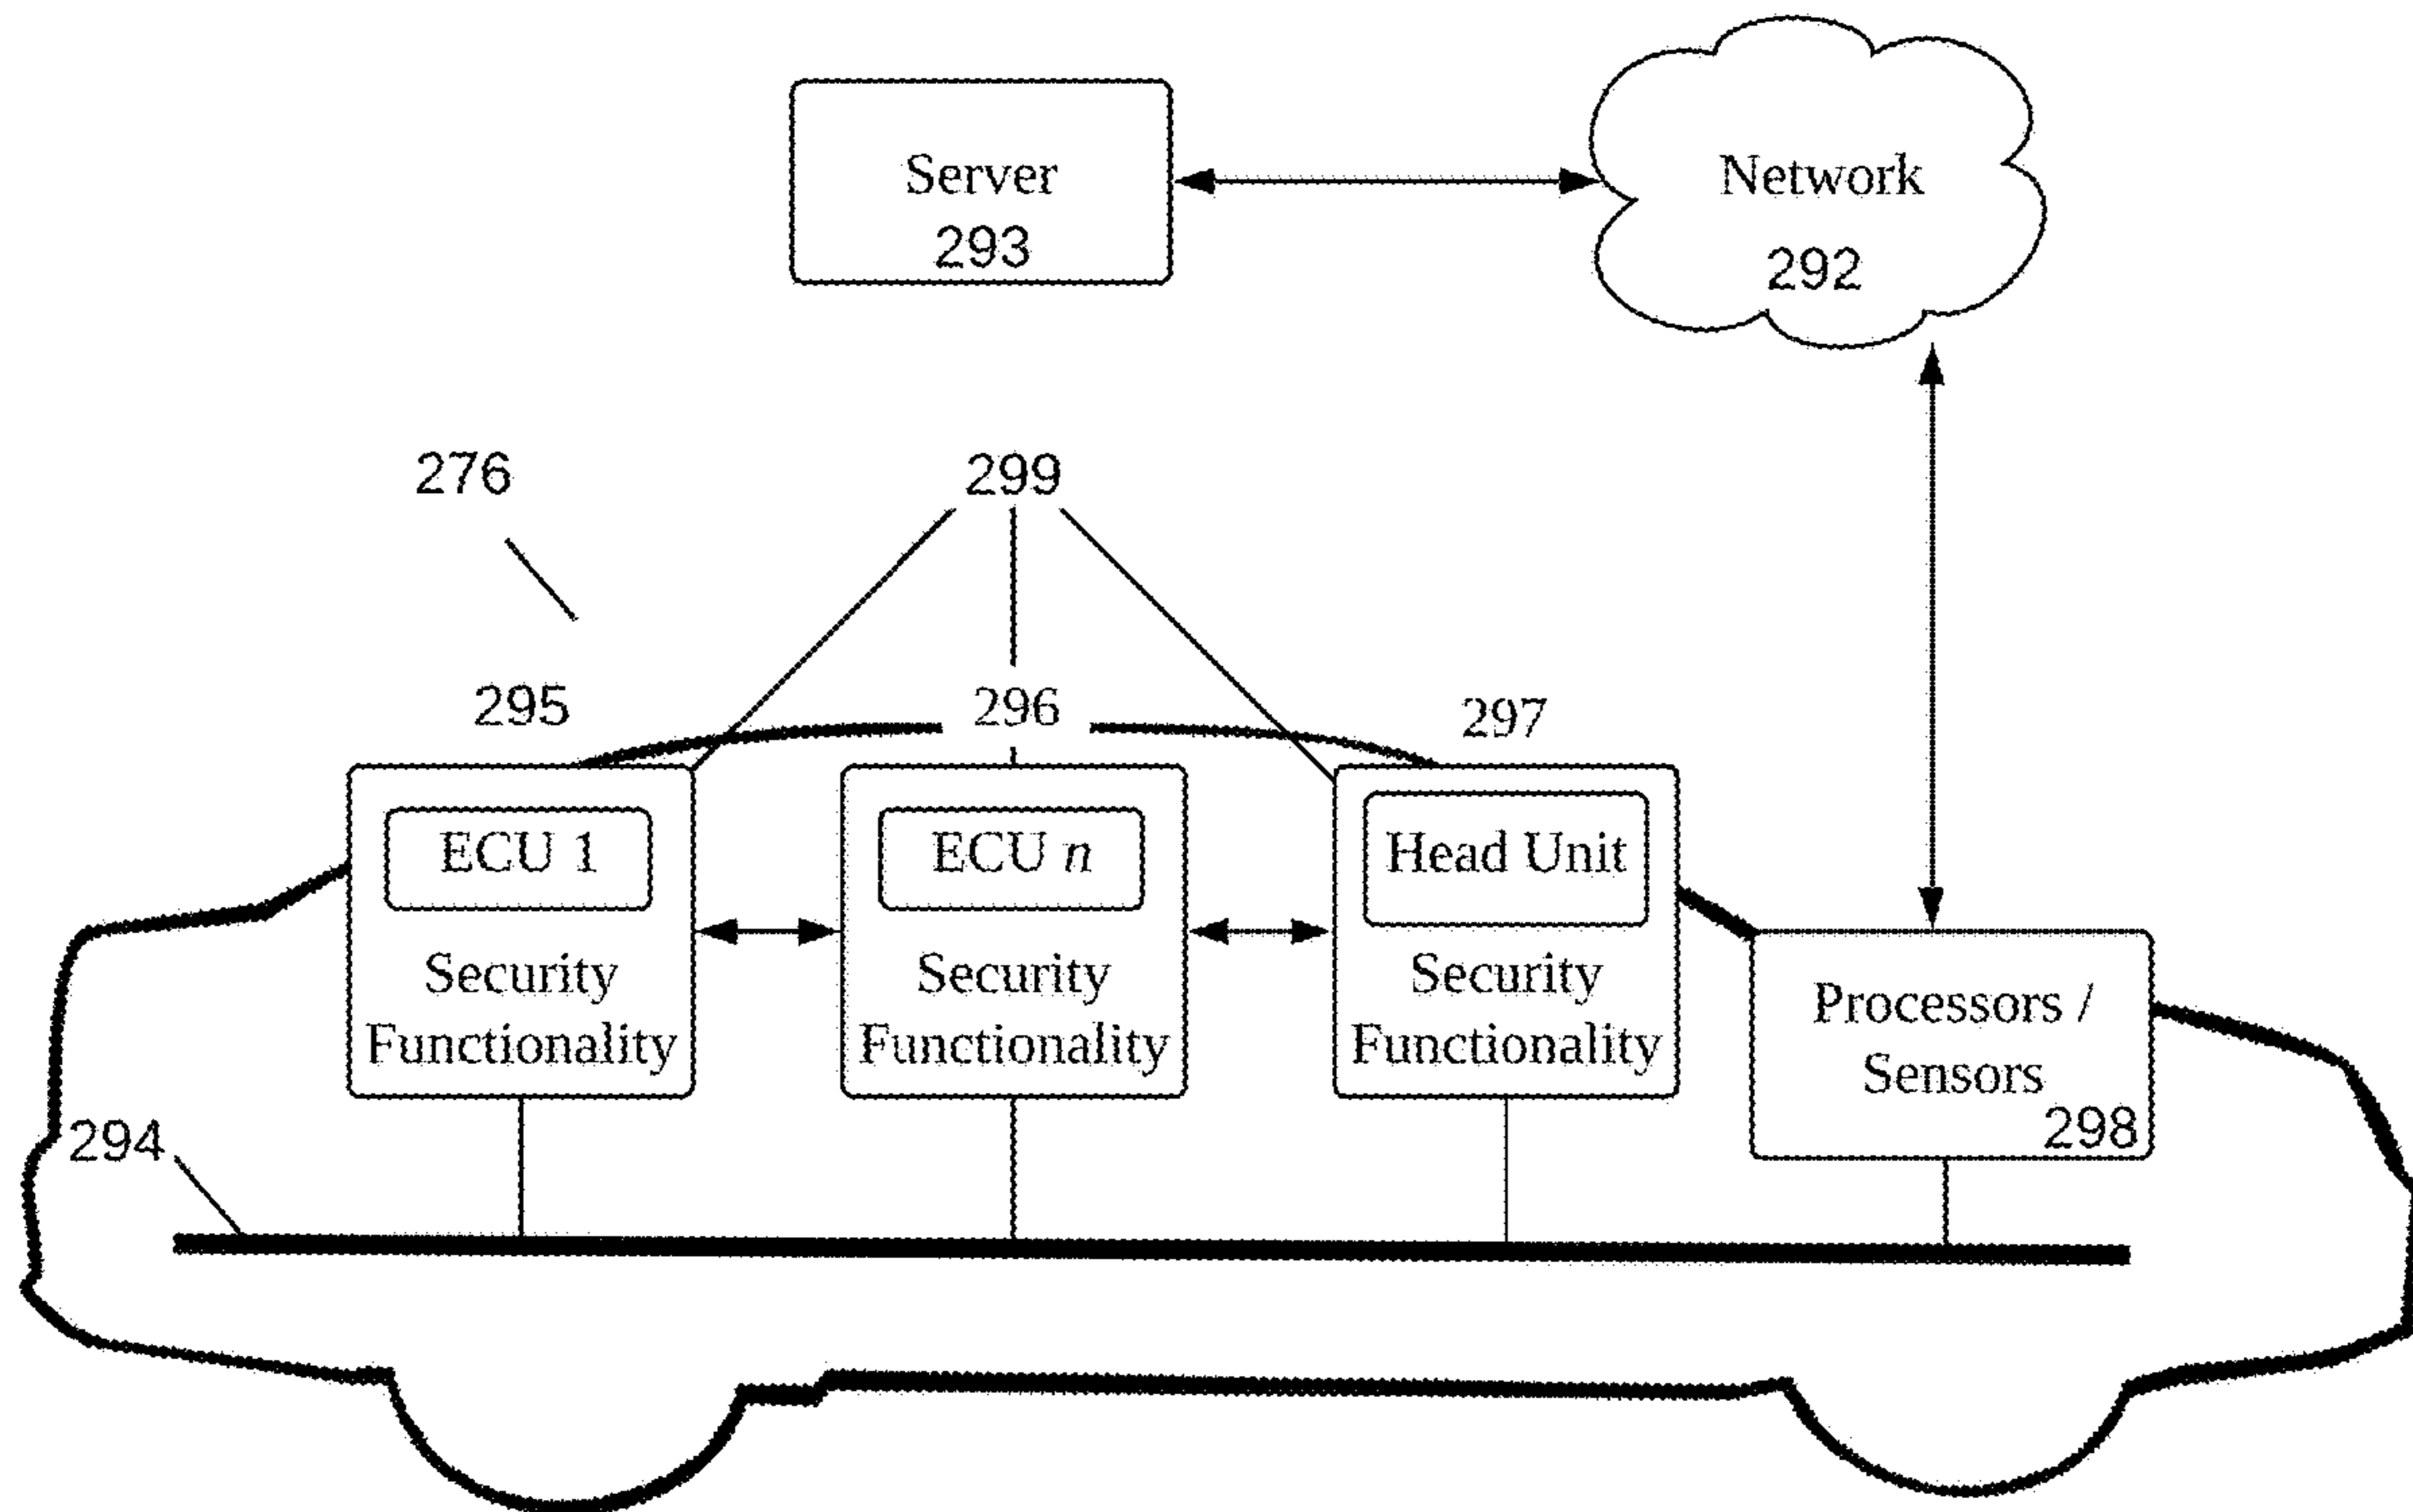 Server
293
Network
292
276
299
295
296
297
ECU 1
Security
Functionality
ECU n
Security
Functionality
Head Unit
Security
Functionality
Processors /
Sensors
298
294